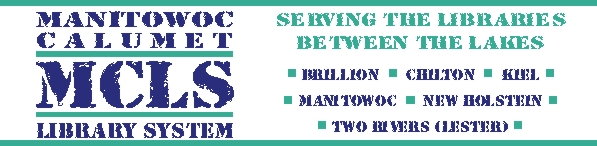 MANITOWOC
CALUMET
MCLS
LIBRARY SYSTEM
SERVING THE LIBRARIES
BETWEEN THE LAKES
▪ BRILLION ▪ CHILTON ▪ KIEL ▪
▪ MANITOWOC ▪ NEW HOLSTEIN ▪
▪ TWO RIVERS (LESTER) ▪